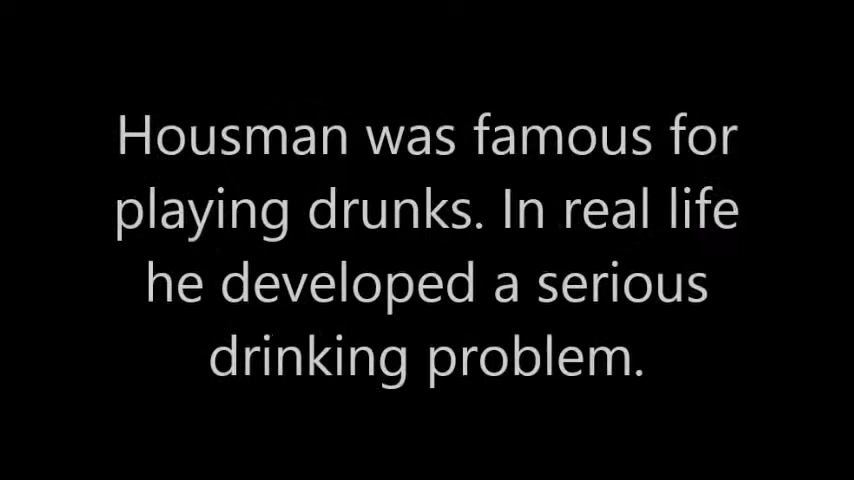 Housman was famous for
playing drunks. In real life
he developed a serious
drinking problem.